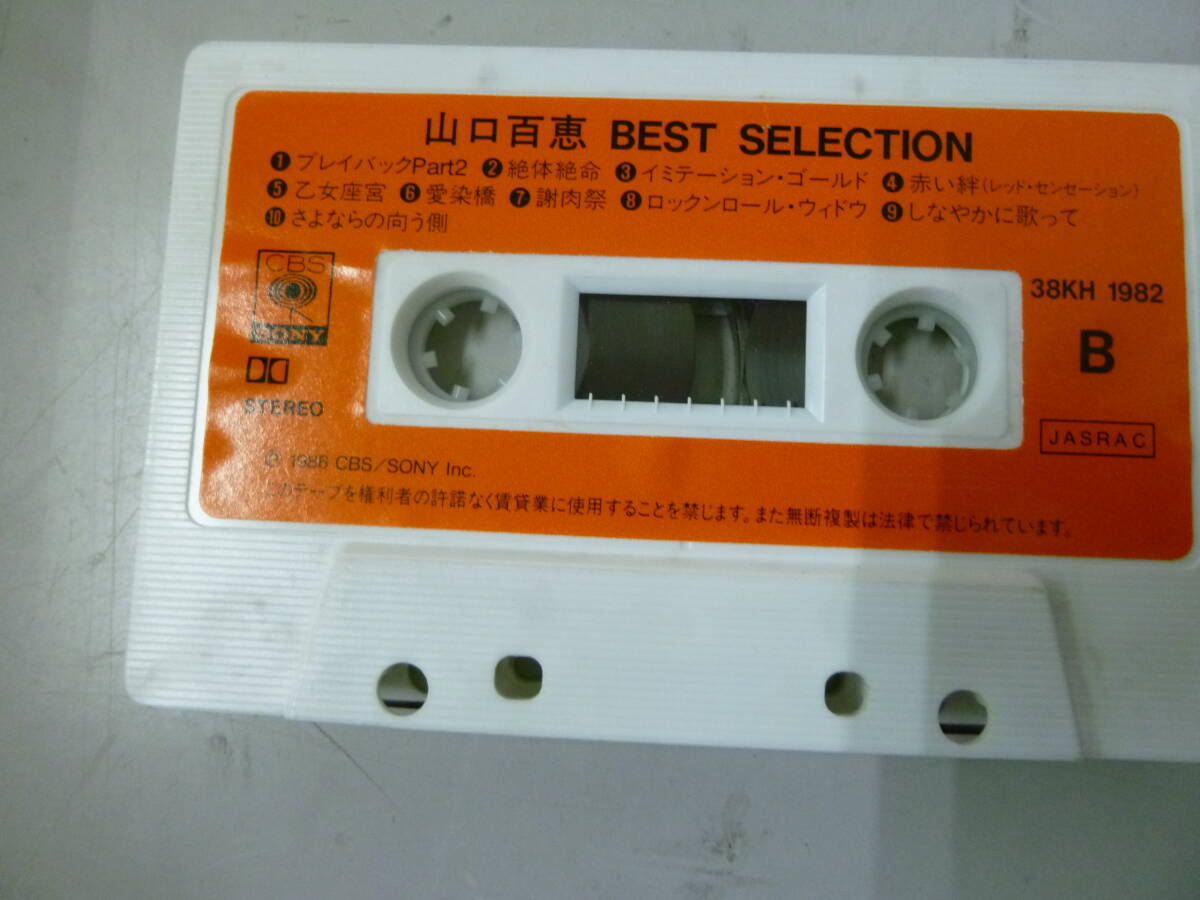 山口百恵 BEST SELECTION
❶プレイバックPart2 ❷絶体絶命 ❸イミテーション・ゴールド ❹赤い絆(レッド・センセーション)
❺乙女座宮 ❻愛染橋 ❼謝肉祭 ❽ロックンロール・ウィドウ ❾しなやかに歌って
❿さよならの向う側
CBS
SONY
STEREO
38KH 1982
B
JASRAC
Ⓟ 1986 CBS/SONY Inc.
このテープを権利者の許諾なく賃貸業に使用することを禁じます。また無断複製は法律で禁じられています。